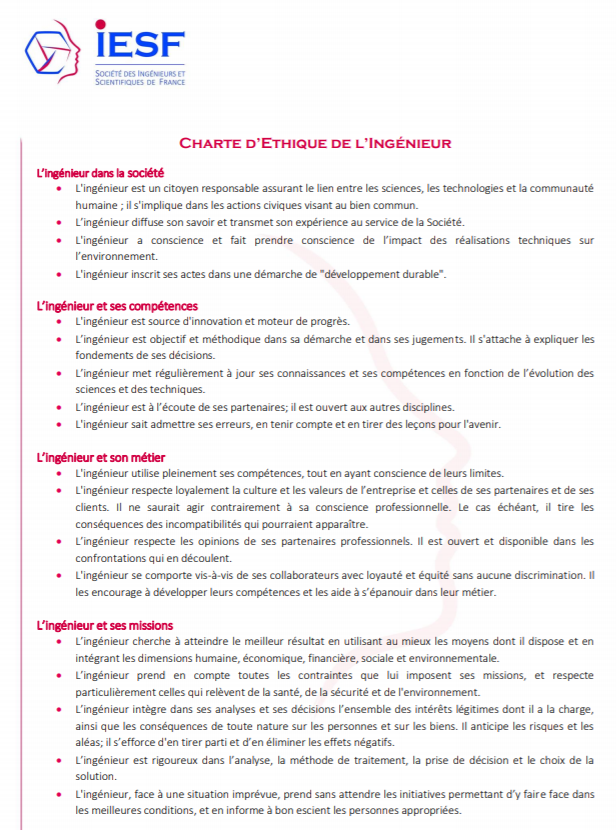 iESF
SOCIÉTÉ DES INGÉNIEURS ET
SCIENTIFIQUES DE FRANCE
CHARTE D'ETHIQUE DE L'INGÉNIEUR
L'ingénieur dans la société
• L'ingénieur est un citoyen responsable assurant le lien entre les sciences, les technologies et la communauté
humaine ; il s'implique dans les actions civiques visant au bien commun.
• L'ingénieur diffuse son savoir et transmet son expérience au service de la Société.
• L'ingénieur a conscience et fait prendre conscience de l'impact des réalisations techniques sur
l'environnement.
• L'ingénieur inscrit ses actes dans une démarche de "développement durable".
L'ingénieur et ses compétences
• L'ingénieur est source d'innovation et moteur de progrès.
• L'ingénieur est objectif et méthodique dans sa démarche et dans ses jugements. Il s'attache à expliquer les
fondements de ses décisions.
• L'ingénieur met régulièrement à jour ses connaissances et ses compétences en fonction de l'évolution des
sciences et des techniques.
• L'ingénieur est à l'écoute de ses partenaires; il est ouvert aux autres disciplines.
• L'ingénieur sait admettre ses erreurs, en tenir compte et en tirer des leçons pour l'avenir.
L'ingénieur et son métier
• L'ingénieur utilise pleinement ses compétences, tout en ayant conscience de leurs limites.
• L'ingénieur respecte loyalement la culture et les valeurs de l'entreprise et celles de ses partenaires et de ses
clients. Il ne saurait agir contrairement à sa conscience professionnelle. Le cas échéant, il tire les
conséquences des incompatibilités qui pourraient apparaître.
• L'ingénieur respecte les opinions de ses partenaires professionnels. Il est ouvert et disponible dans les
confrontations qui en découlent.
• L'ingénieur se comporte vis-à-vis de ses collaborateurs avec loyauté et équité sans aucune discrimination. Il
les encourage à développer leurs compétences et les aide à s'épanouir dans leur métier.
L'ingénieur et ses missions
• L'ingénieur cherche à atteindre le meilleur résultat en utilisant au mieux les moyens dont il dispose et en
intégrant les dimensions humaine, économique, financière, sociale et environnementale.
• L'ingénieur prend en compte toutes les contraintes que lui imposent ses missions, et respecte
particulièrement celles qui relèvent de la santé, de la sécurité et de l'environnement.
• L'ingénieur intègre dans ses analyses et ses décisions l'ensemble des intérêts légitimes dont il a la charge,
ainsi que les conséquences de toute nature sur les personnes et sur les biens. Il anticipe les risques et les
aléas; il s'efforce d'en tirer parti et d'en éliminer les effets négatifs.
• L'ingénieur est rigoureux dans l'analyse, la méthode de traitement, la prise de décision et le choix de la
solution.
• L'ingénieur, face à une situation imprévue, prend sans attendre les initiatives permettant d'y faire face dans
les meilleures conditions, et en informe à bon escient les personnes appropriées.